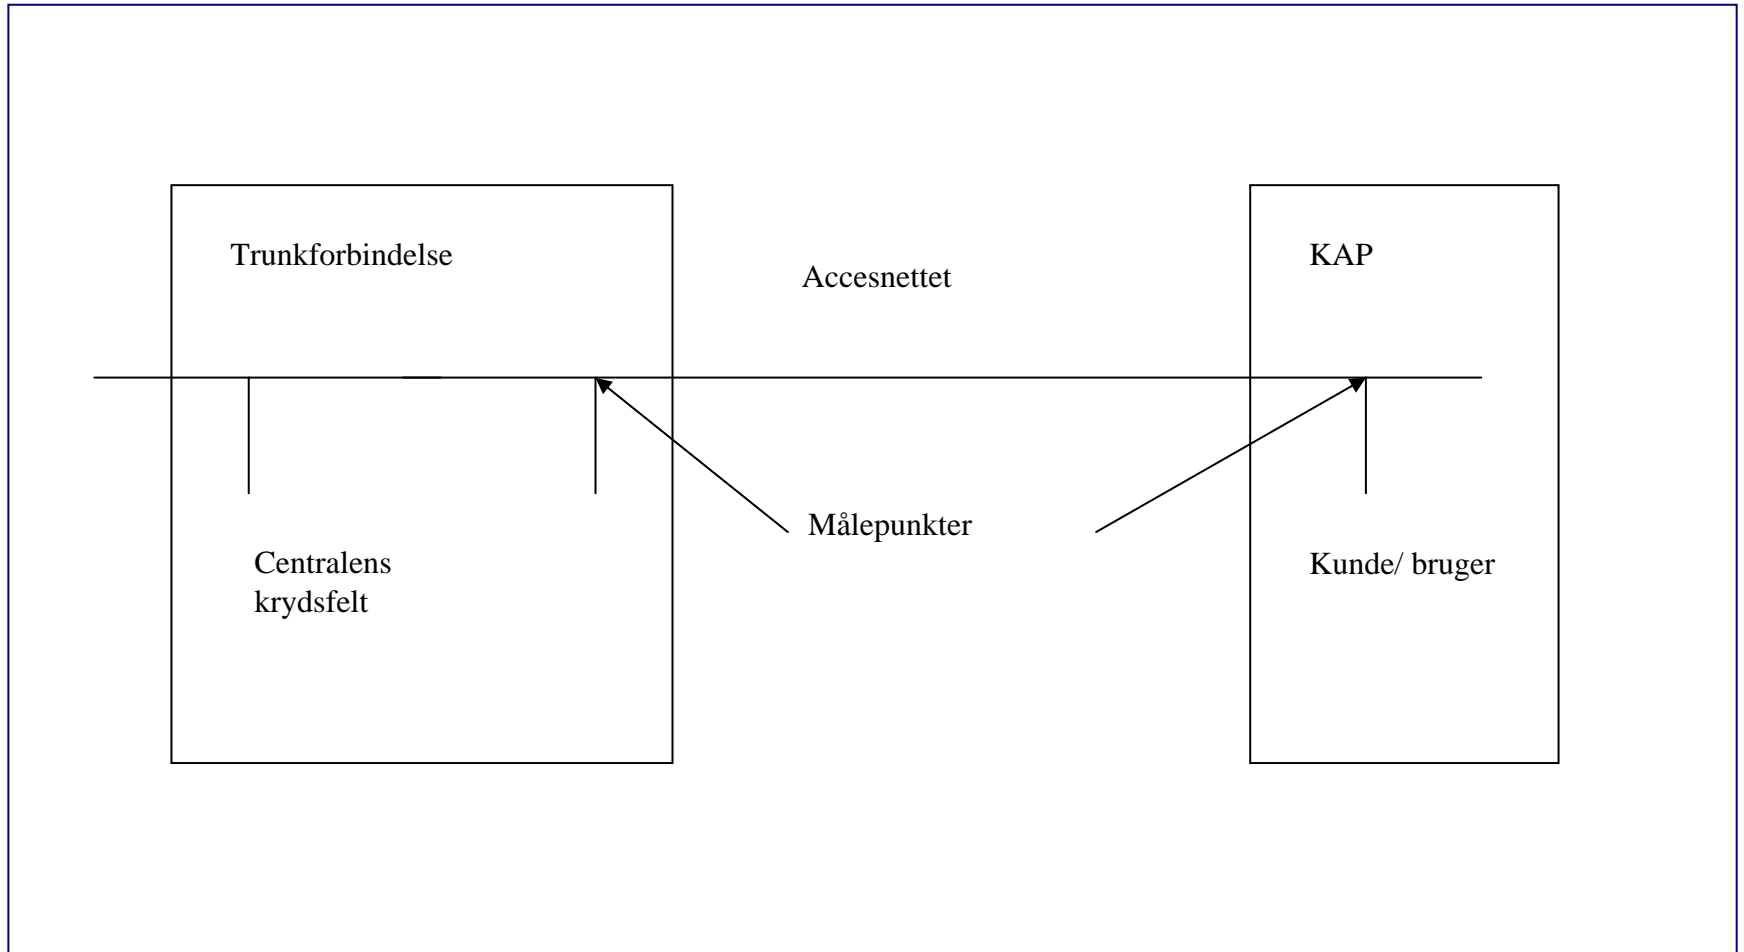 Trunkforbindelse
KAP
Accesnettet
Målepunkter
Centralens
krydsfelt
Kunde/ bruger